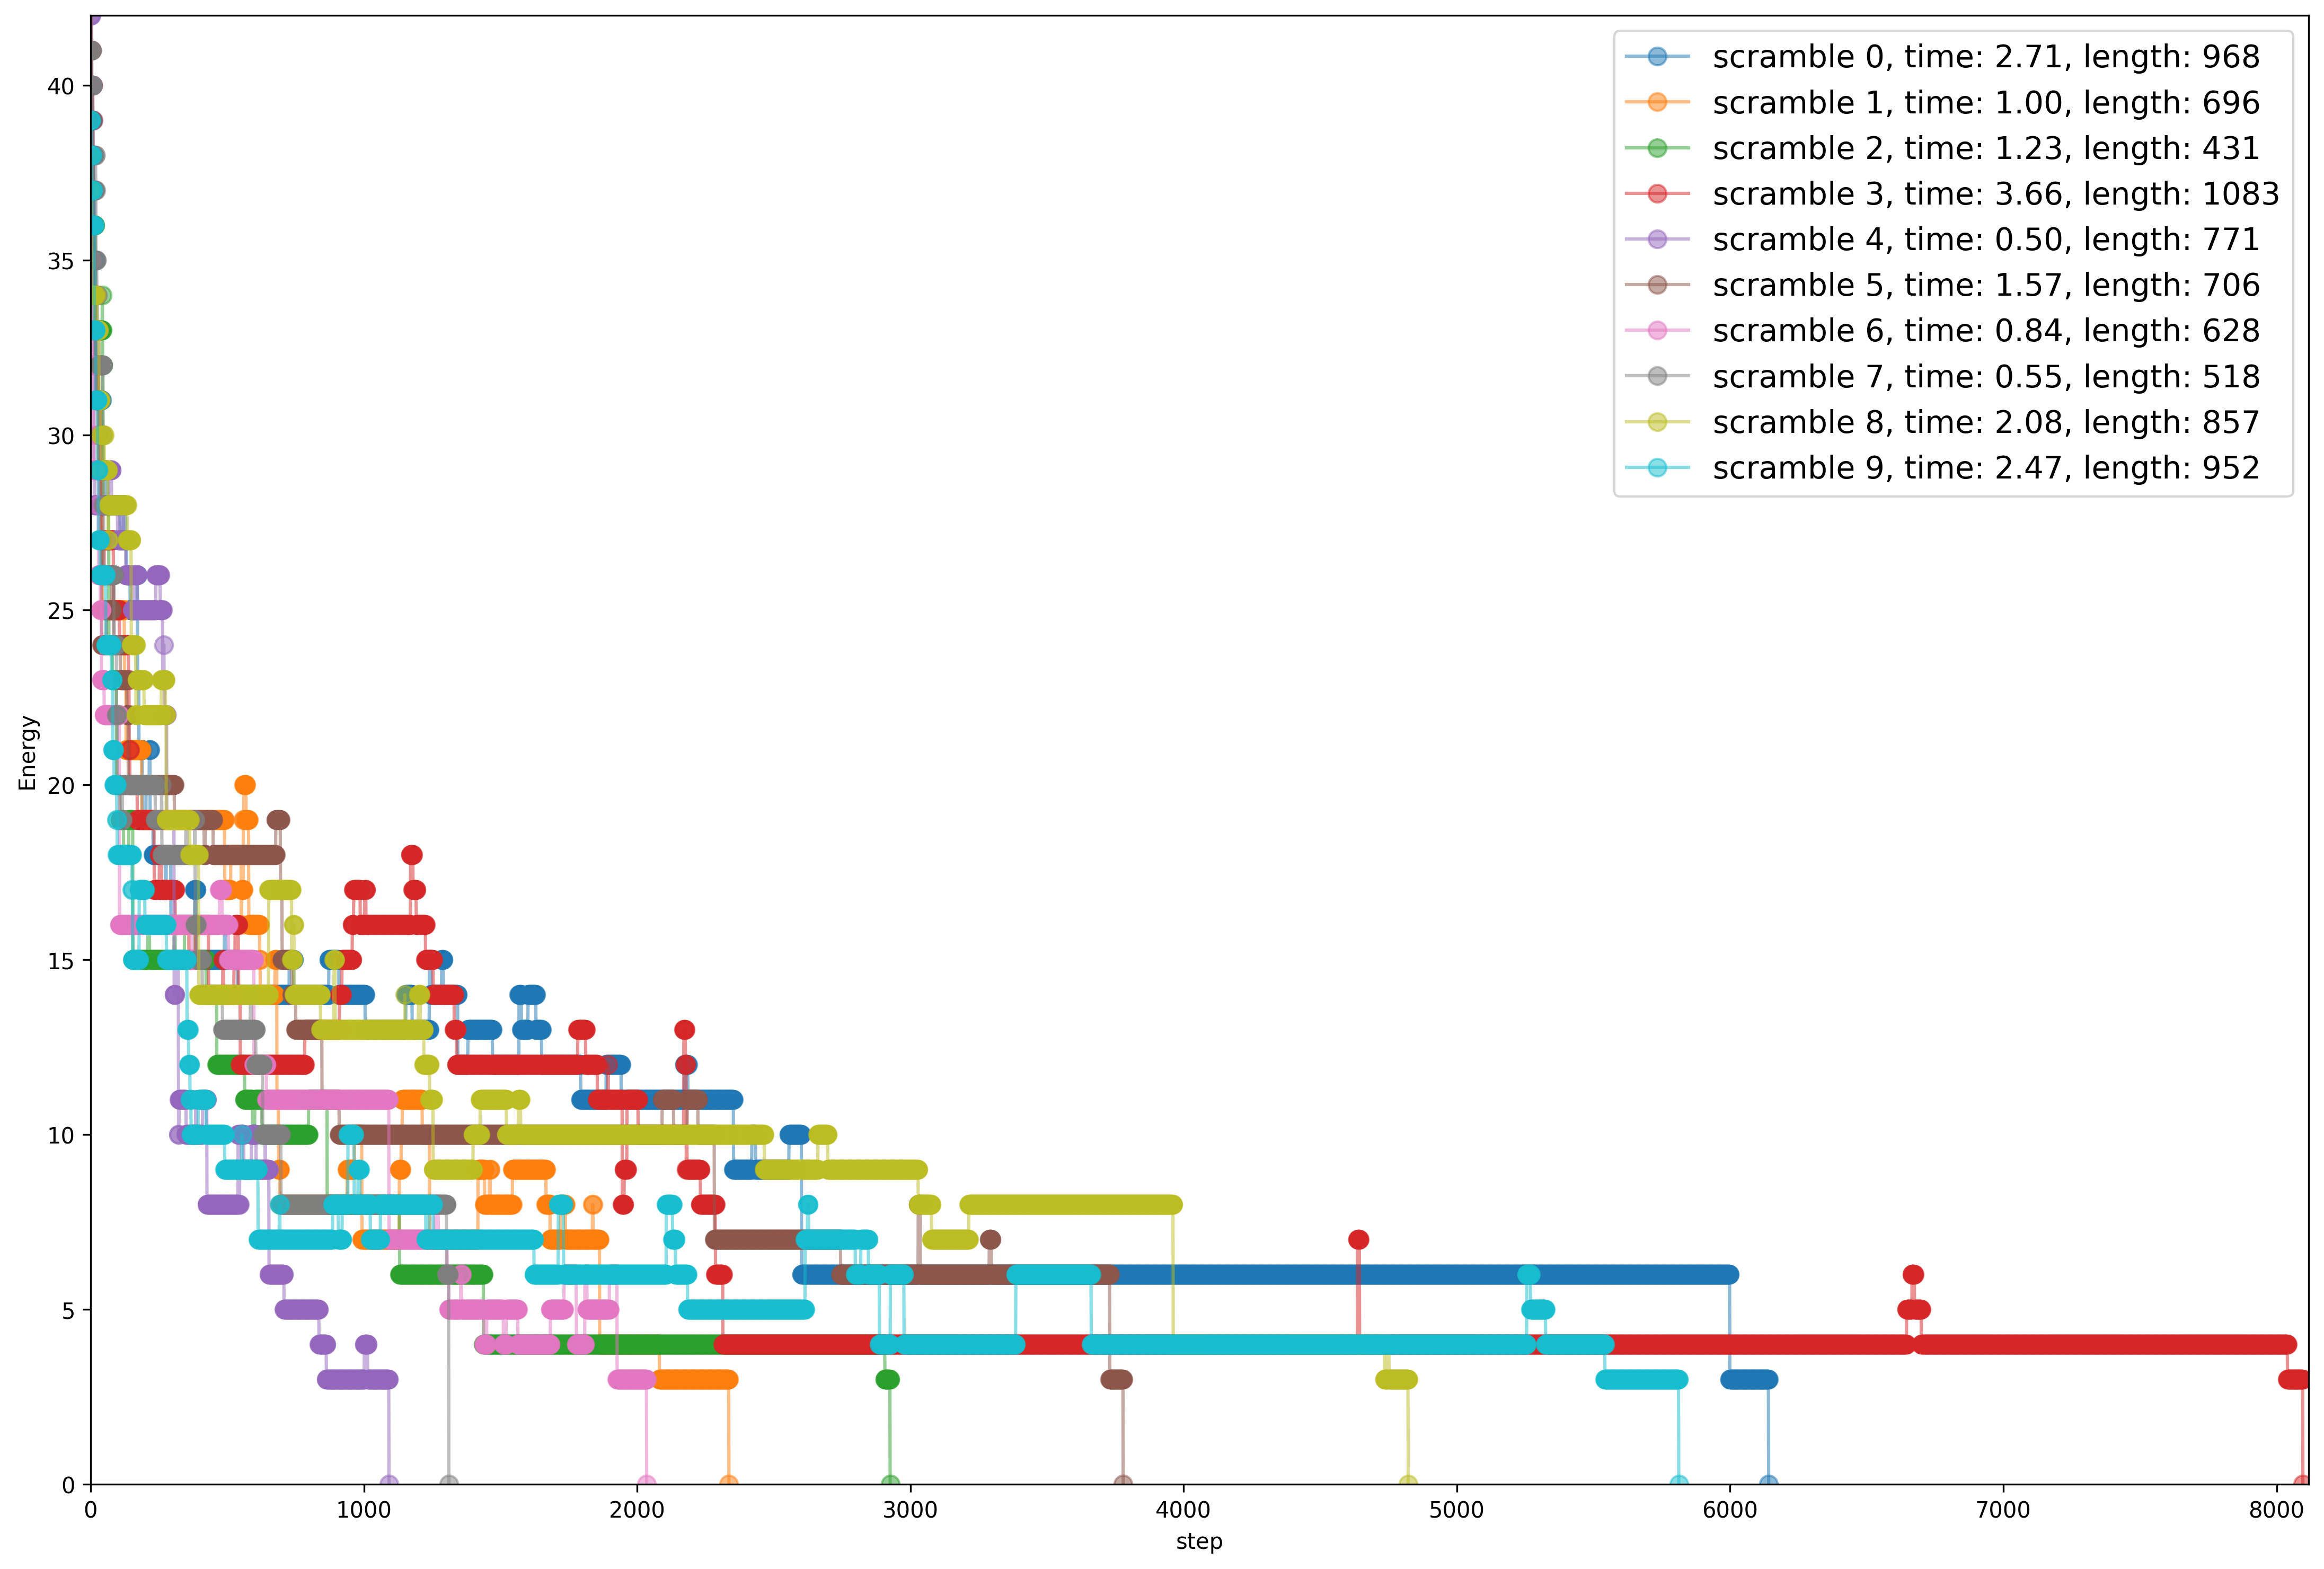 scramble 0, time: 2.71, length: 968
scramble 1, time: 1.00, length: 696
scramble 2, time: 1.23, length: 431
scramble 3, time: 3.66, length: 1083
scramble 4, time: 0.50, length: 771
scramble 5, time: 1.57, length: 706
scramble 6, time: 0.84, length: 628
scramble 7, time: 0.55, length: 518
scramble 8, time: 2.08, length: 857
scramble 9, time: 2.47, length: 952
40
35
30
25
20
15
10
5
0
Energy
0 1000 2000 3000 4000 5000 6000 7000 8000
step